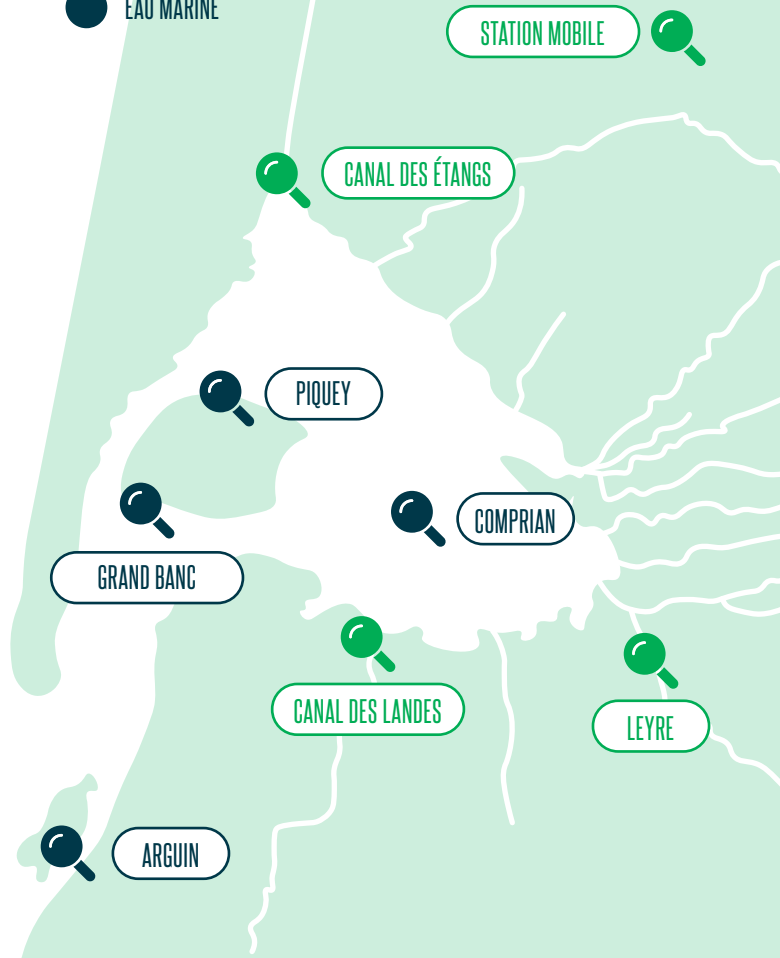 EAU MARINE
STATION MOBILE
CANAL DES ÉTANGS
PIQUEY
COMPRIAN
GRAND BANC
CANAL DES LANDES
LEYRE
ARGUIN